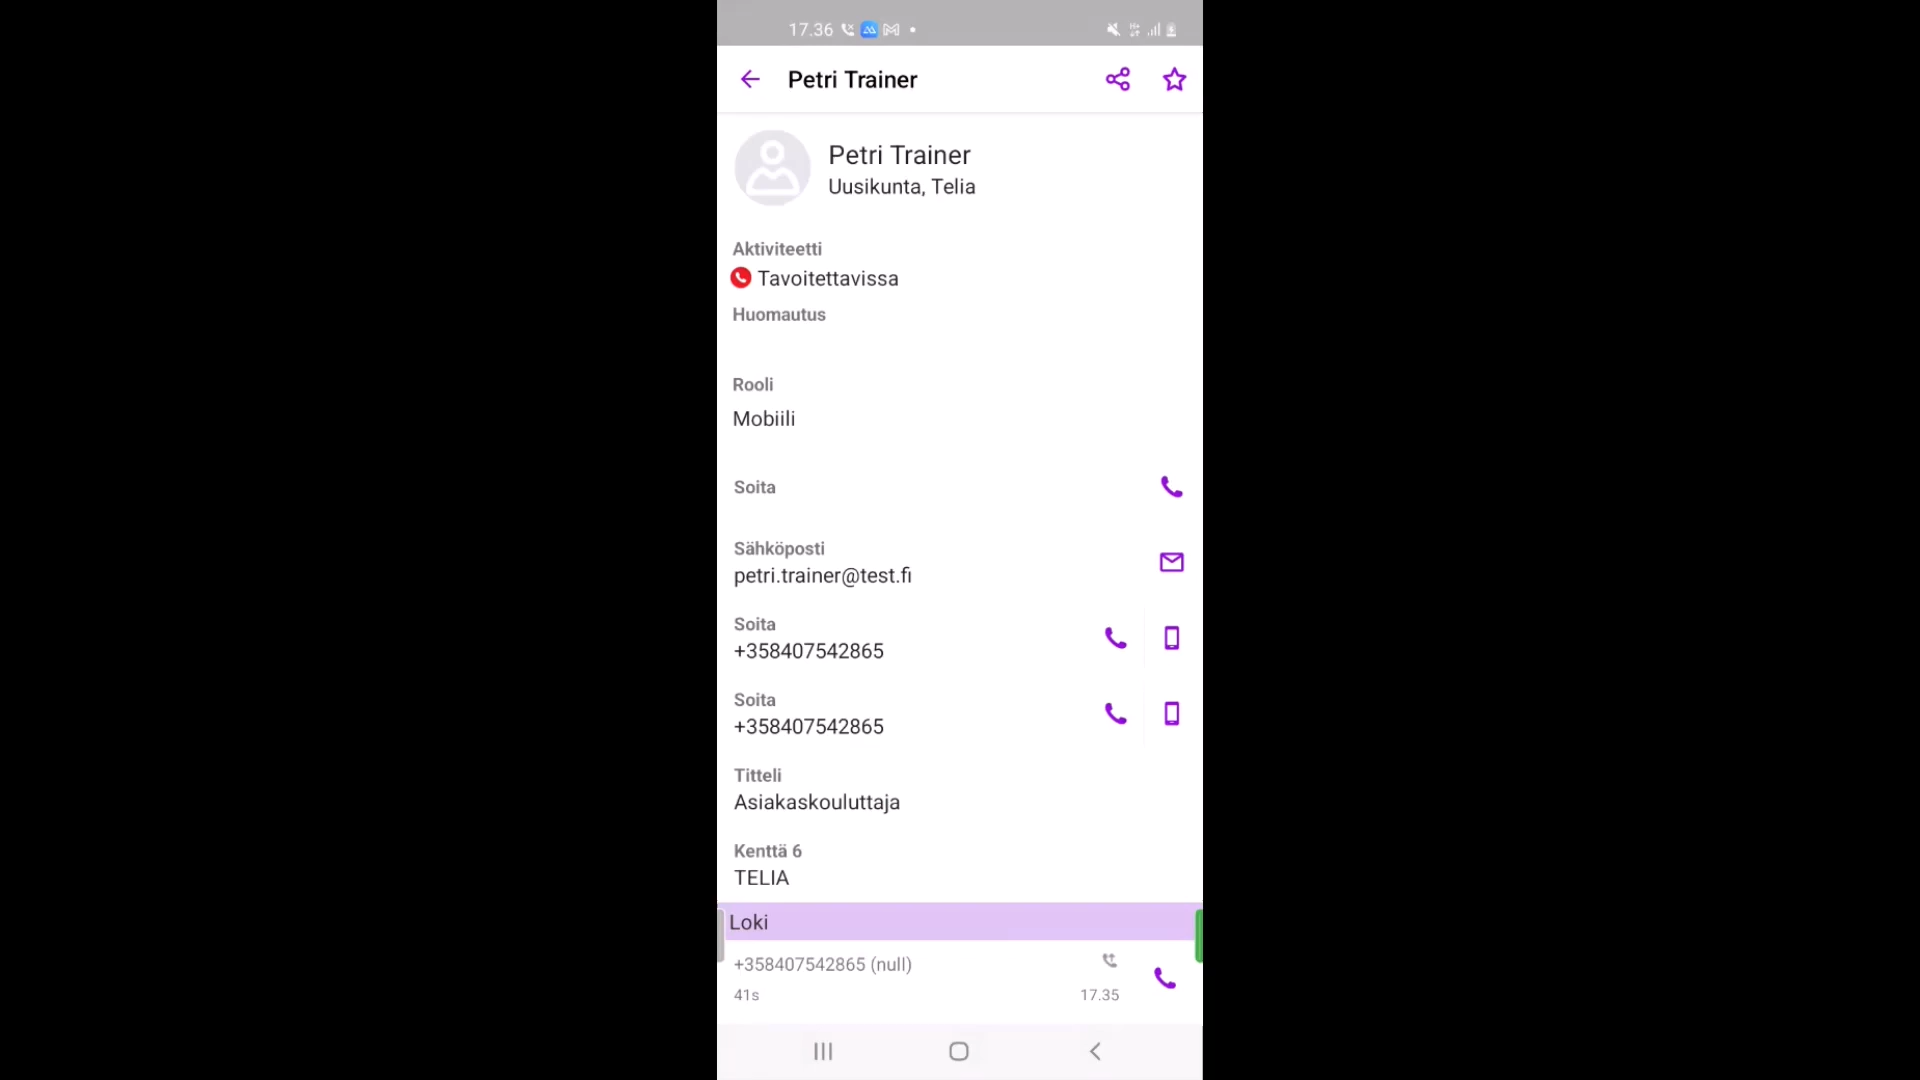 17.36
Petri Trainer
Petri Trainer
Uusikunta, Telia
Aktiviteetti
Tavoitettavissa
Huomautus
Rooli
Mobiili
Soita
Sähköposti
petri.trainer@test.fi
Soita
+358407542865
Soita
+358407542865
Titteli
Asiakaskouluttaja
Kenttä 6
TELIA
Loki
+358407542865 (null)
41s 17.35